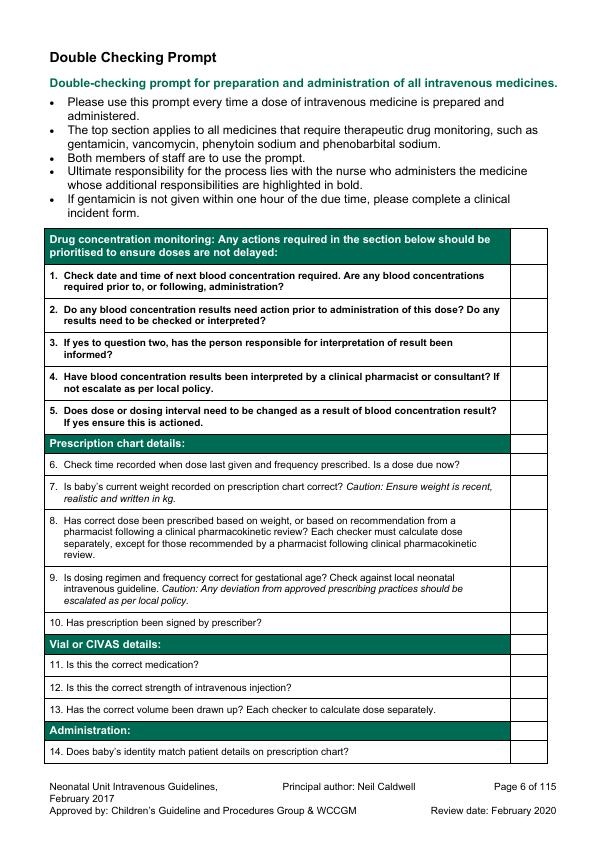 Double Checking Prompt
Double-checking prompt for preparation and administration of all intravenous medicines.
• Please use this prompt every time a dose of intravenous medicine is prepared and
administered.
• The top section applies to all medicines that require therapeutic drug monitoring, such as
gentamicin, vancomycin, phenytoin sodium and phenobarbital sodium.
• Both members of staff are to use the prompt.
• Ultimate responsibility for the process lies with the nurse who administers the medicine
whose additional responsibilities are highlighted in bold.
• If gentamicin is not given within one hour of the due time, please complete a clinical
incident form.
Drug concentration monitoring: Any actions required in the section below should be
prioritised to ensure doses are not delayed:
1. Check date and time of next blood concentration required. Are any blood concentrations
required prior to, or following, administration?
2. Do any blood concentration results need action prior to administration of this dose? Do any
results need to be checked or interpreted?
3. If yes to question two, has the person responsible for interpretation of result been
informed?
4. Have blood concentration results been interpreted by a clinical pharmacist or consultant? If
not escalate as per local policy.
5. Does dose or dosing interval need to be changed as a result of blood concentration result?
If yes ensure this is actioned.
Prescription chart details:
6. Check time recorded when dose last given and frequency prescribed. Is a dose due now?
7. Is baby's current weight recorded on prescription chart correct? Caution: Ensure weight is recent,
realistic and written in kg.
8. Has correct dose been prescribed based on weight, or based on recommendation from a
pharmacist following a clinical pharmacokinetic review? Each checker must calculate dose
separately, except for those recommended by a pharmacist following clinical pharmacokinetic
review.
9. Is dosing regimen and frequency correct for gestational age? Check against local neonatal
intravenous guideline. Caution: Any deviation from approved prescribing practices should be
escalated as per local policy.
10. Has prescription been signed by prescriber?
Vial or CIVAS details:
11. Is this the correct medication?
12. Is this the correct strength of intravenous injection?
13. Has the correct volume been drawn up? Each checker to calculate dose separately.
Administration:
14. Does baby's identity match patient details on prescription chart?
Neonatal Unit Intravenous Guidelines, Principal author: Neil Caldwell Page 6 of 115
February 2017
Approved by: Children's Guideline and Procedures Group & WCCGM Review date: February 2020